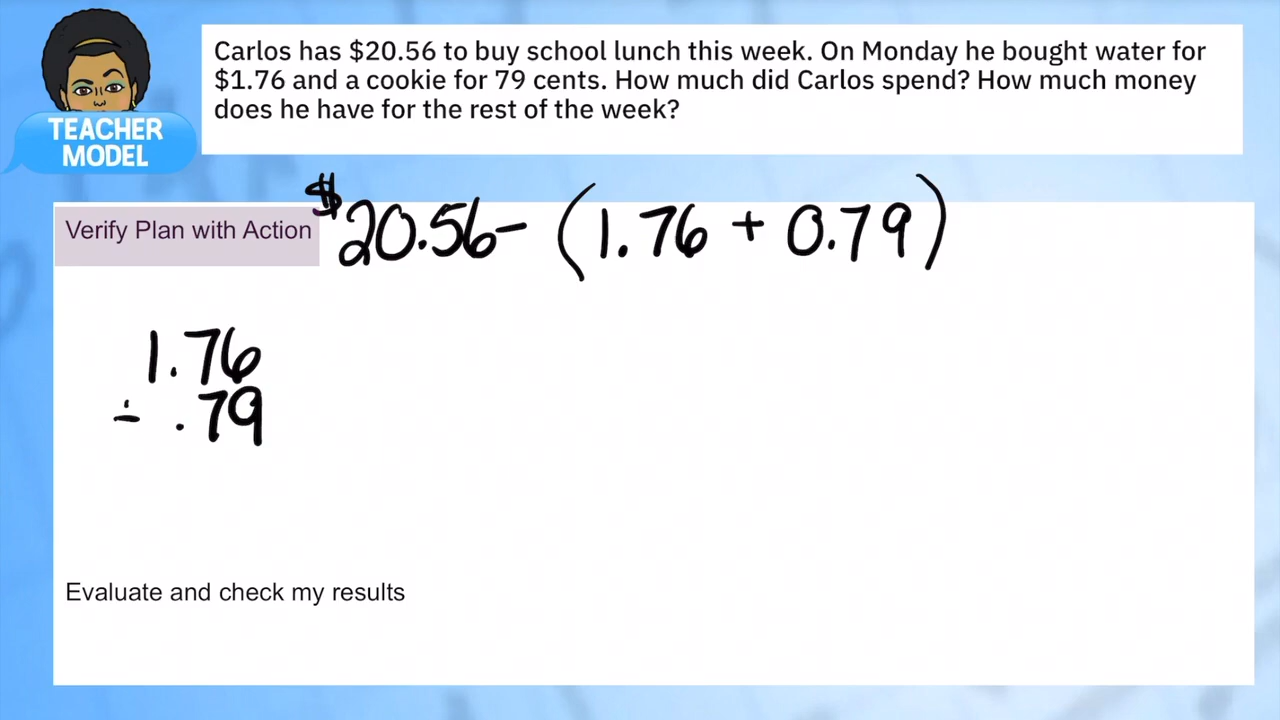 TEACHER
MODEL
Carlos has $20.56 to buy school lunch this week. On Monday he bought water for
$1.76 and a cookie for 79 cents. How much did Carlos spend? How much money
does he have for the rest of the week?
Verify Plan with Action
$20.56 - (1.76 + 0.79)
1.76
÷ .79
Evaluate and check my results